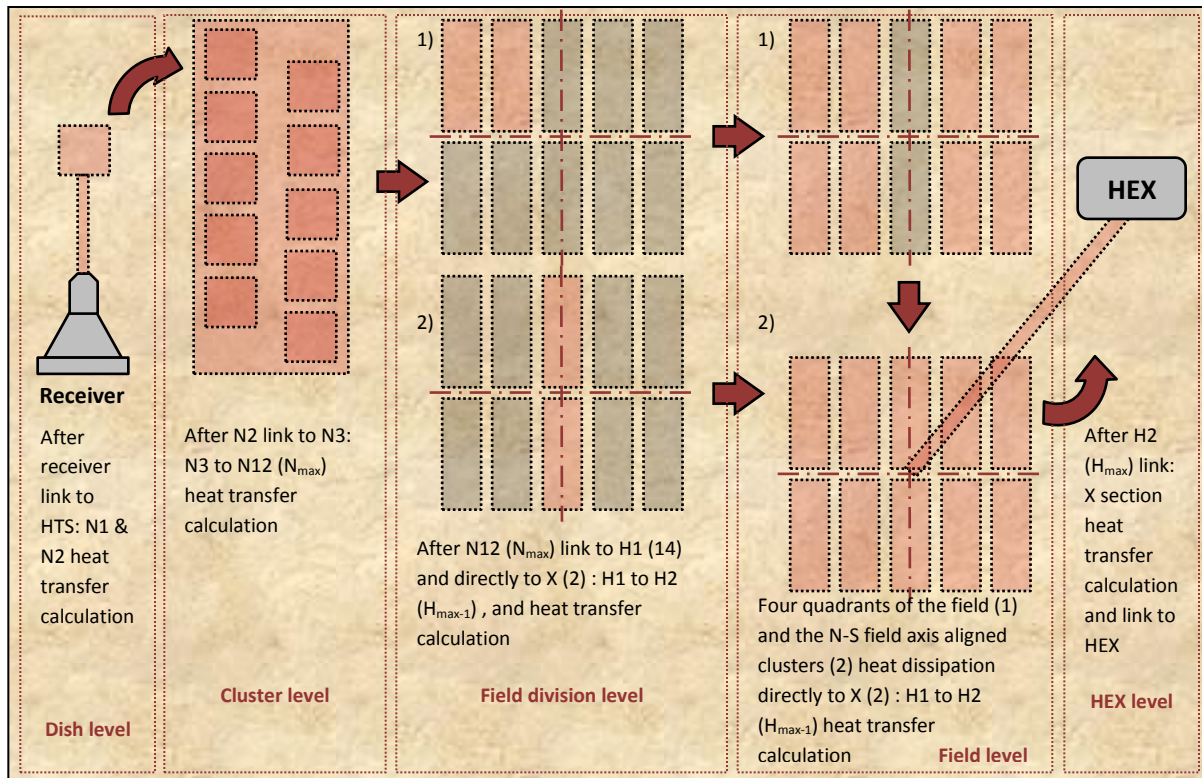 Receiver
After
receiver
link to
HTS: N1 &
N2 heat
transfer
calculation
Dish level
After N2 link to N3:
N3 to N12 (Nmax)
heat transfer
calculation
Cluster level
1)
2)
After N12 (Nmax) link to H1 (14)
and directly to X (2) : H1 to H2
(Hmax-1) , and heat transfer
calculation
Field division level
1)
2)
Four quadrants of the field (1)
and the N-S field axis aligned
clusters (2) heat dissipation
directly to X (2) : H1 to H2
(Hmax-1) heat transfer
calculation
Field level
HEX
After H2
(Hmax) link:
X section
heat
transfer
calculation
and link to
HEX
HEX level